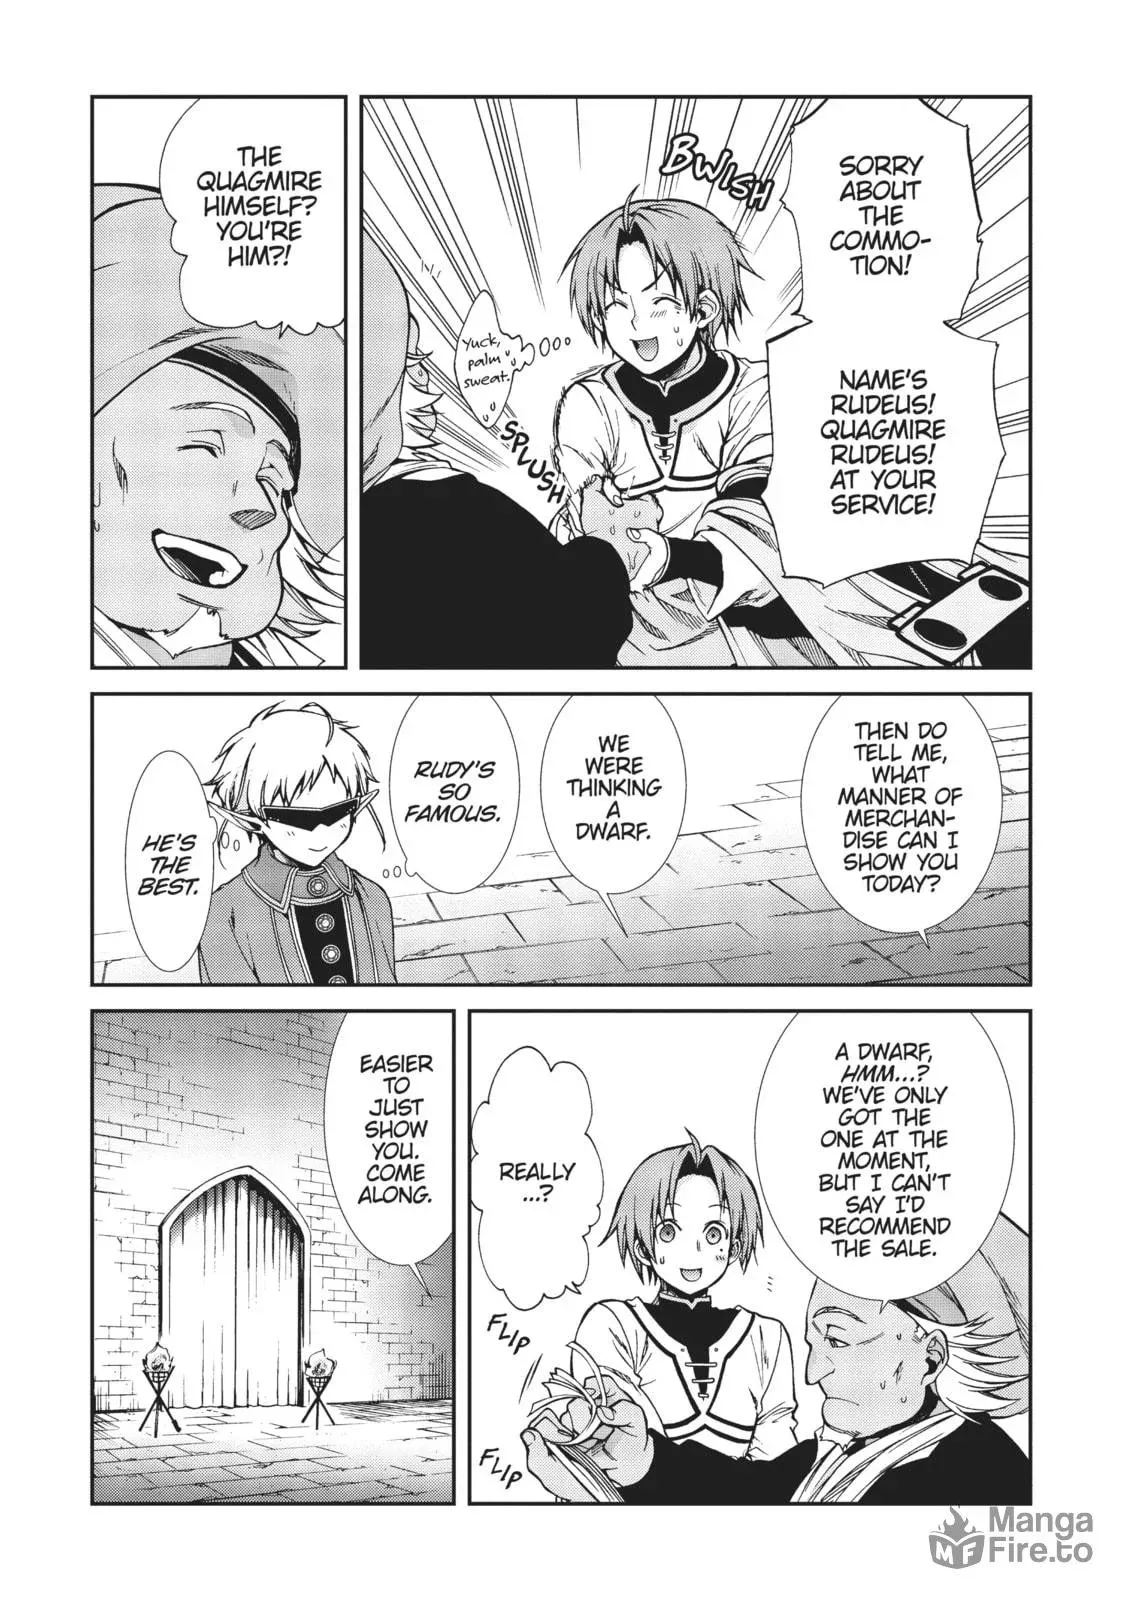 BWISH
SORRY
ABOUT
THE
COMMO-
TION!
NAME'S
RUDEUS!
QUAGMIRE
RUDEUS!
AT YOUR
SERVICE!
Yuck,
palm
sweat.
SPLUSH
THE
QUAGMIRE
HIMSELF?
YOU'RE
HIM?!
THEN DO
TELL ME,
WHAT
MANNER OF
MERCHAN-
DISE CAN I
SHOW YOU
TODAY?
WE
WERE
THINKING
A
DWARF.
RUDY'S
SO
FAMOUS.
HE'S
THE
BEST.
A DWARF,
HMM...?
WE'VE ONLY
GOT THE
ONE AT THE
MOMENT,
BUT I CAN'T
SAY I'D
RECOMMEND
THE SALE.
REALLY
...?
FLIP
FLIP
EASIER
TO
JUST
SHOW
YOU.
COME
ALONG.
MF
Manga
Fire.to